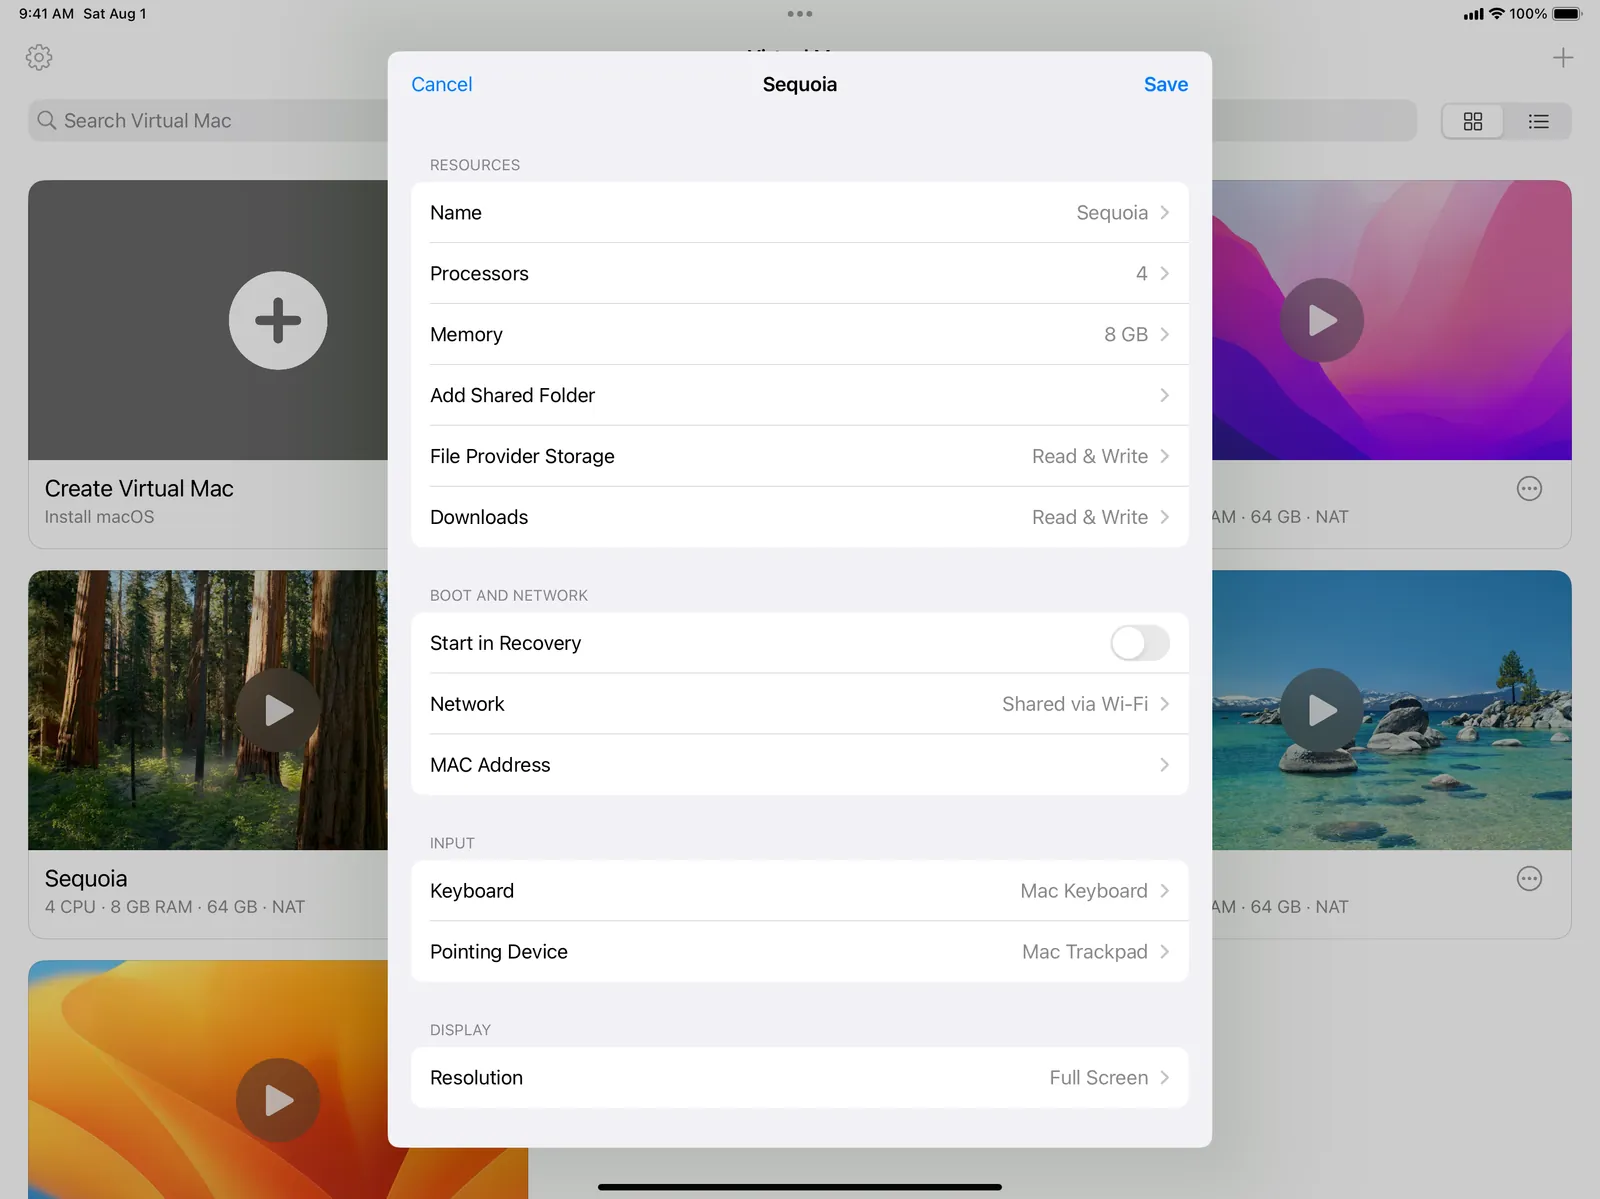 9:41 AM Sat Aug 1
100%
Search Virtual Mac
Create Virtual Mac
Install macOS
AM · 64 GB · NAT
Sequoia
4 CPU · 8 GB RAM · 64 GB · NAT
AM · 64 GB · NAT
Cancel
Sequoia
Save
RESOURCES
Name
Sequoia
Processors
4
Memory
8 GB
Add Shared Folder
File Provider Storage
Read & Write
Downloads
Read & Write
BOOT AND NETWORK
Start in Recovery
Network
Shared via Wi-Fi
MAC Address
INPUT
Keyboard
Mac Keyboard
Pointing Device
Mac Trackpad
DISPLAY
Resolution
Full Screen